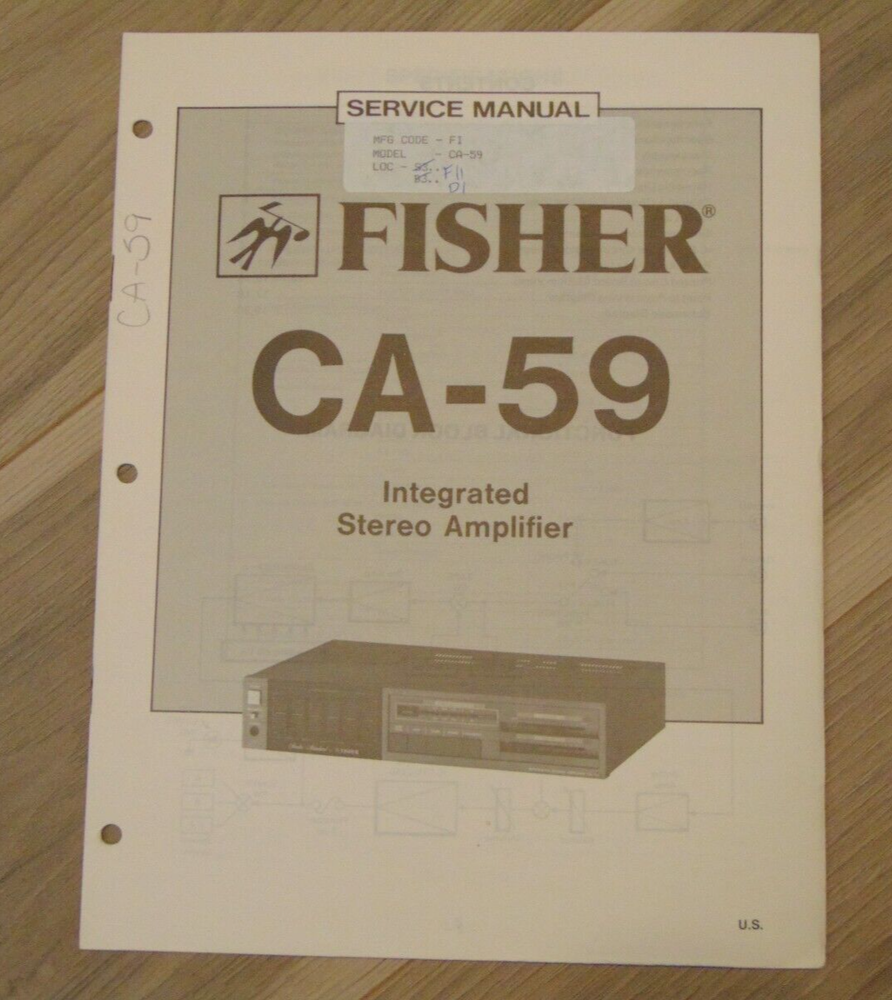 SERVICE MANUAL
MFG CODE - FI
MODEL - CA-59
LOC - 
F11
D1
FISHER®
CA-59
CA-59
Integrated
Stereo Amplifier
FISHER
U.S.